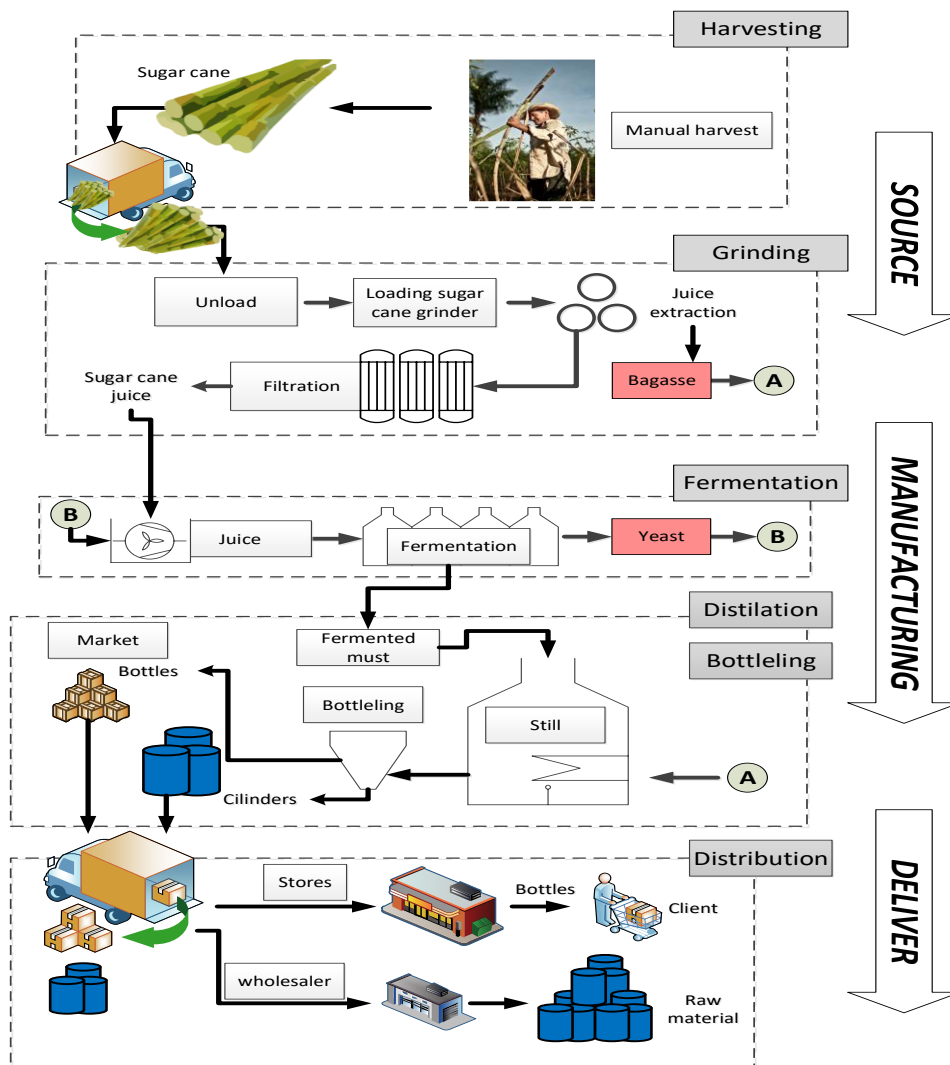 Harvesting
Sugar cane
Manual harvest
SOURCE
Grinding
Unload
Loading sugar
cane grinder
Juice
extraction
Filtration
Bagasse
A
Sugar cane
juice
MANUFACTURING
Fermentation
B
Juice
Fermentation
Yeast
B
Distilation
Market
Fermented
must
Bottleling
Bottles
Bottleling
Still
A
Cilinders
DELIVER
Distribution
Stores
Bottles
Client
wholesaler
Raw
material